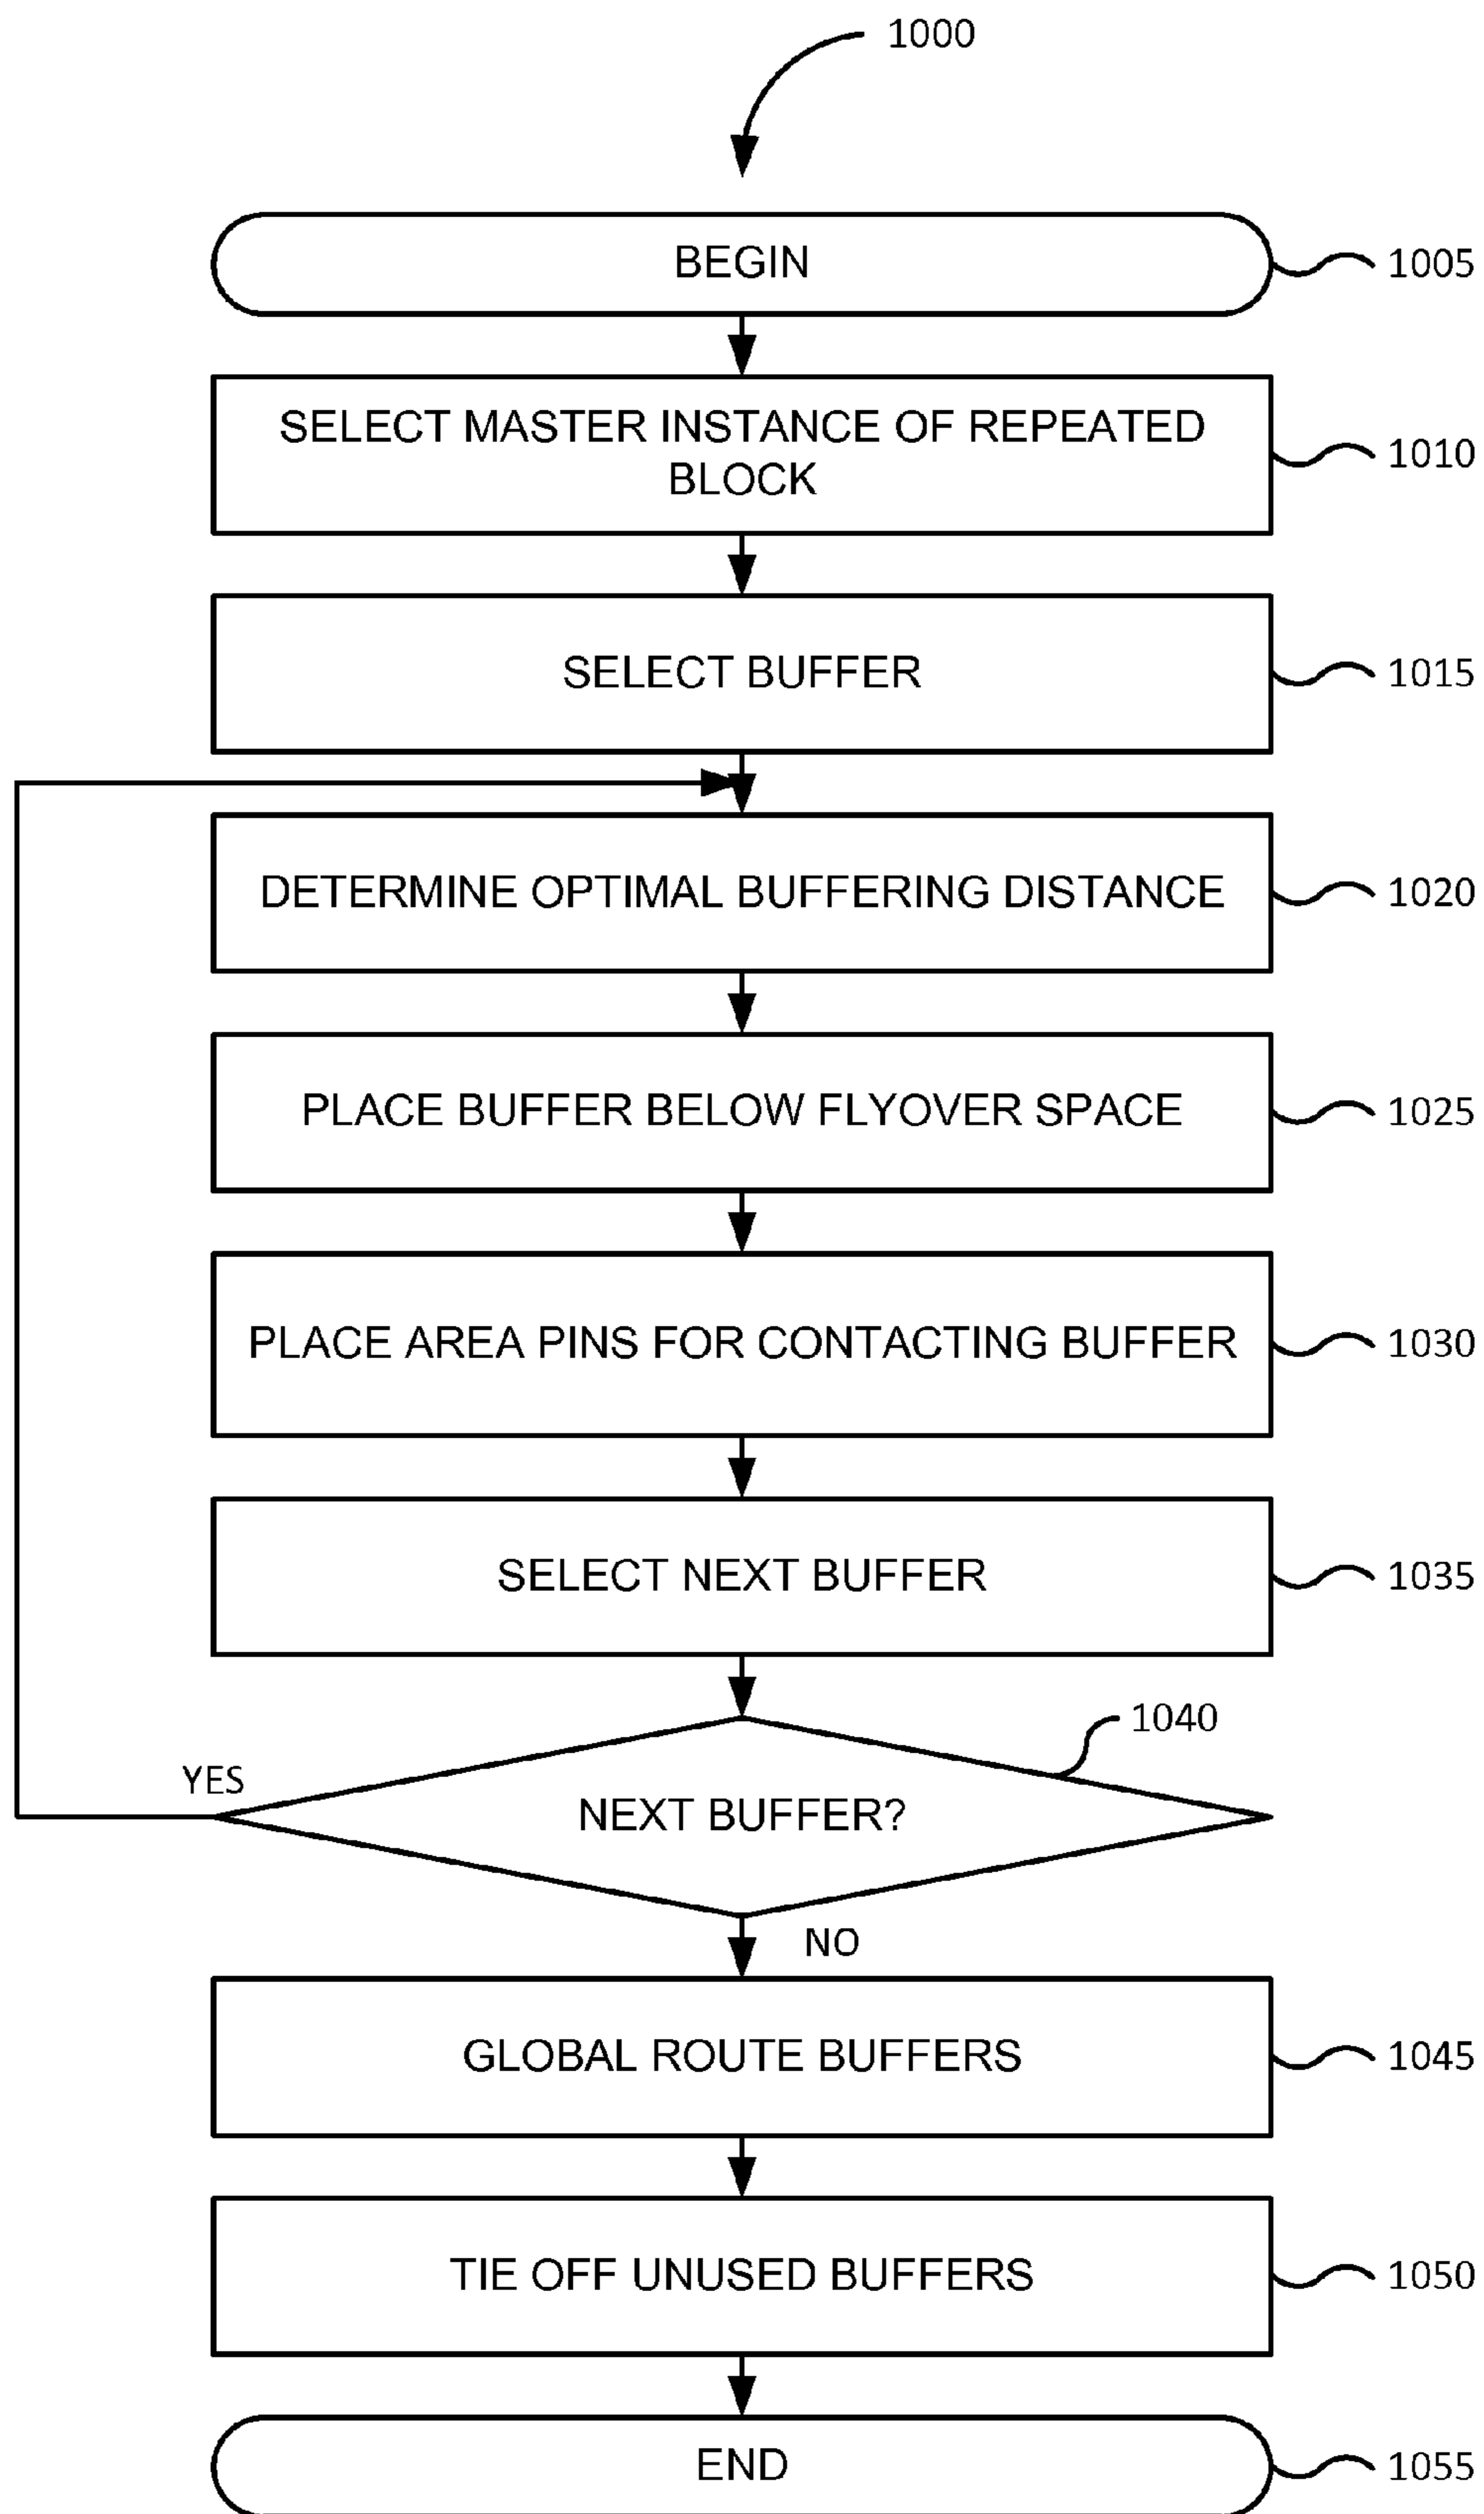 1000
BEGIN
1005
SELECT MASTER INSTANCE OF REPEATED
BLOCK
1010
SELECT BUFFER
1015
DETERMINE OPTIMAL BUFFERING DISTANCE
1020
PLACE BUFFER BELOW FLYOVER SPACE
1025
PLACE AREA PINS FOR CONTACTING BUFFER
1030
SELECT NEXT BUFFER
1035
1040
YES
NEXT BUFFER?
NO
GLOBAL ROUTE BUFFERS
1045
TIE OFF UNUSED BUFFERS
1050
END
1055